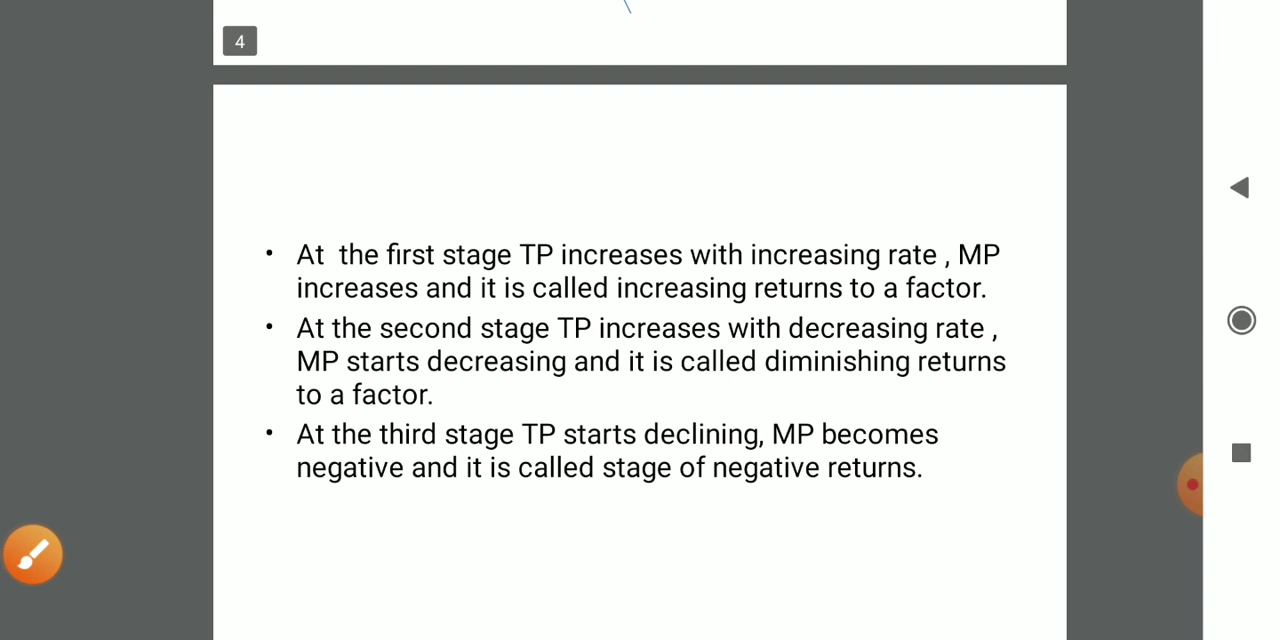 4
• At the first stage TP increases with increasing rate , MP
increases and it is called increasing returns to a factor.
• At the second stage TP increases with decreasing rate ,
MP starts decreasing and it is called diminishing returns
to a factor.
• At the third stage TP starts declining, MP becomes
negative and it is called stage of negative returns.